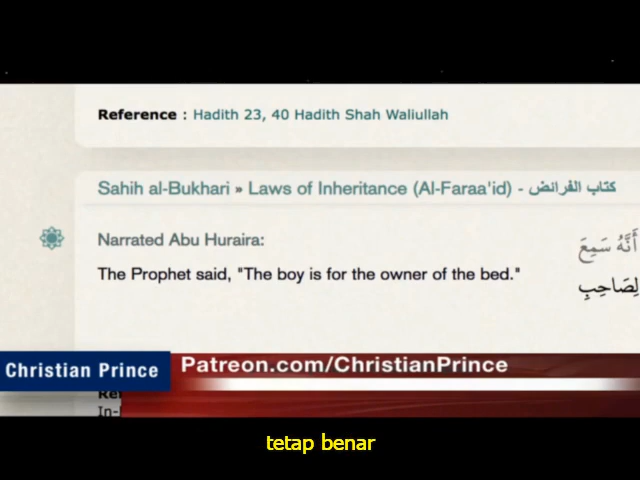 Reference : Hadith 23, 40 Hadith Shah Waliullah
Sahih al-Bukhari » Laws of Inheritance (Al-Faraa'id) - كتاب الفرائض
Narrated Abu Huraira:
أَنَّهُ سَمِعَ
The Prophet said, "The boy is for the owner of the bed."
لِصَاحِبِ
Christian Prince
Patreon.com/ChristianPrince
In-
tetap benar